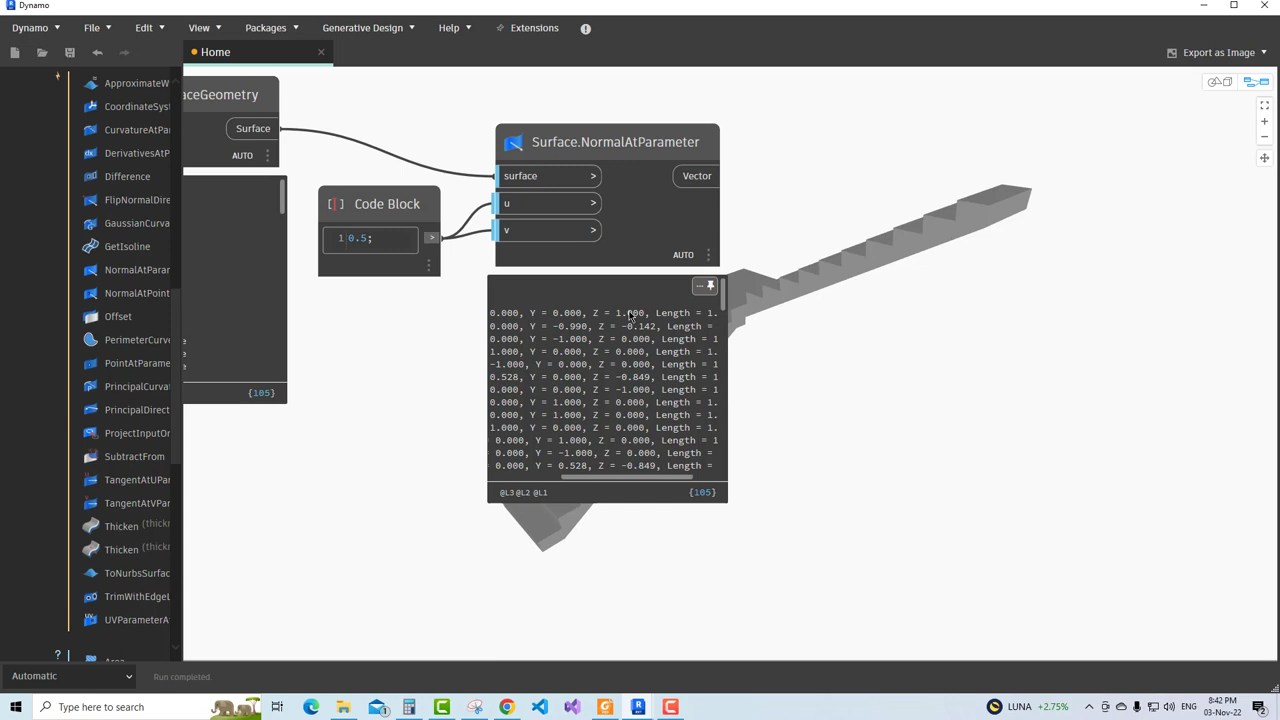 Dynamo
Dynamo File Edit View Packages Generative Design Help Extensions
Home
Export as Image
ApproximateW
CoordinateSys
CurvatureAtPa
DerivativesAtP
Difference
FlipNormalDire
GaussianCurva
GetIsoline
NormalAtPara
NormalAtPoint
Offset
PerimeterCurve
PointAtParame
PrincipalCurva
PrincipalDirect
ProjectInputOn
SubtractFrom
TangentAtUPar
TangentAtVPar
Thicken (thick
Thicken (thick
ToNurbsSurfac
TrimWithEdgeL
UVParameterA
aceGeometry
Surface
AUTO
{105}
Code Block
1 0.5;
>
Surface.NormalAtParameter
surface >
Vector
u >
v >
AUTO
0.000, Y = 0.000, Z = 1.000, Length = 1.
0.000, Y = -0.990, Z = -0.142, Length =
0.000, Y = -1.000, Z = 0.000, Length = 1
1.000, Y = 0.000, Z = 0.000, Length = 1.
-1.000, Y = 0.000, Z = 0.000, Length = 1
0.528, Y = 0.000, Z = -0.849, Length = 1
0.000, Y = 0.000, Z = -1.000, Length = 1
0.000, Y = 1.000, Z = 0.000, Length = 1.
0.000, Y = 1.000, Z = 0.000, Length = 1.
1.000, Y = 0.000, Z = 0.000, Length = 1.
0.000, Y = 1.000, Z = 0.000, Length = 1
0.000, Y = -1.000, Z = 0.000, Length =
0.000, Y = 0.528, Z = -0.849, Length =
@L3 @L2 @L1
{105}
Automatic
Run completed.
Type here to search
LUNA +2.75%
ENG
8:42 PM
03-Nov-22